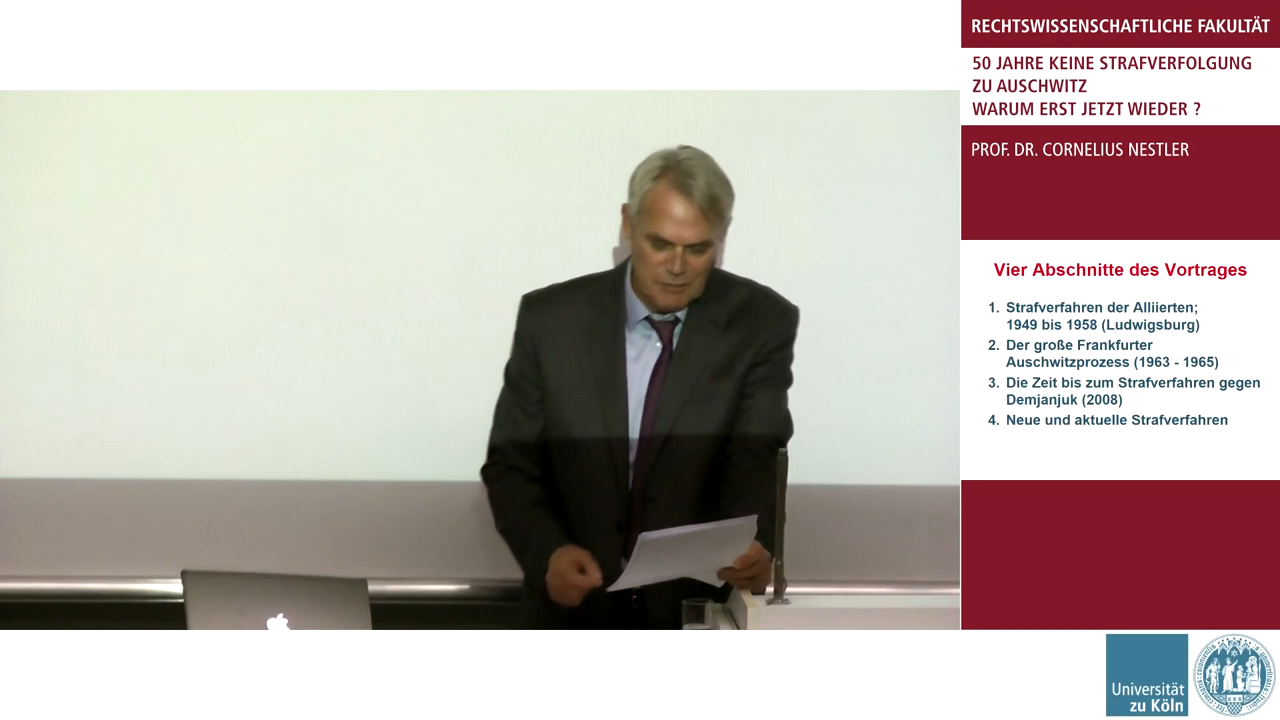 RECHTSWISSENSCHAFTLICHE FAKULTÄT
50 JAHRE KEINE STRAFVERFOLGUNG
ZU AUSCHWITZ
WARUM ERST JETZT WIEDER ?
PROF. DR. CORNELIUS NESTLER
Vier Abschnitte des Vortrages
1. Strafverfahren der Alliierten;
1949 bis 1958 (Ludwigsburg)
2. Der große Frankfurter
Auschwitzprozess (1963 - 1965)
3. Die Zeit bis zum Strafverfahren gegen
Demjanjuk (2008)
4. Neue und aktuelle Strafverfahren
Universität
zu Köln